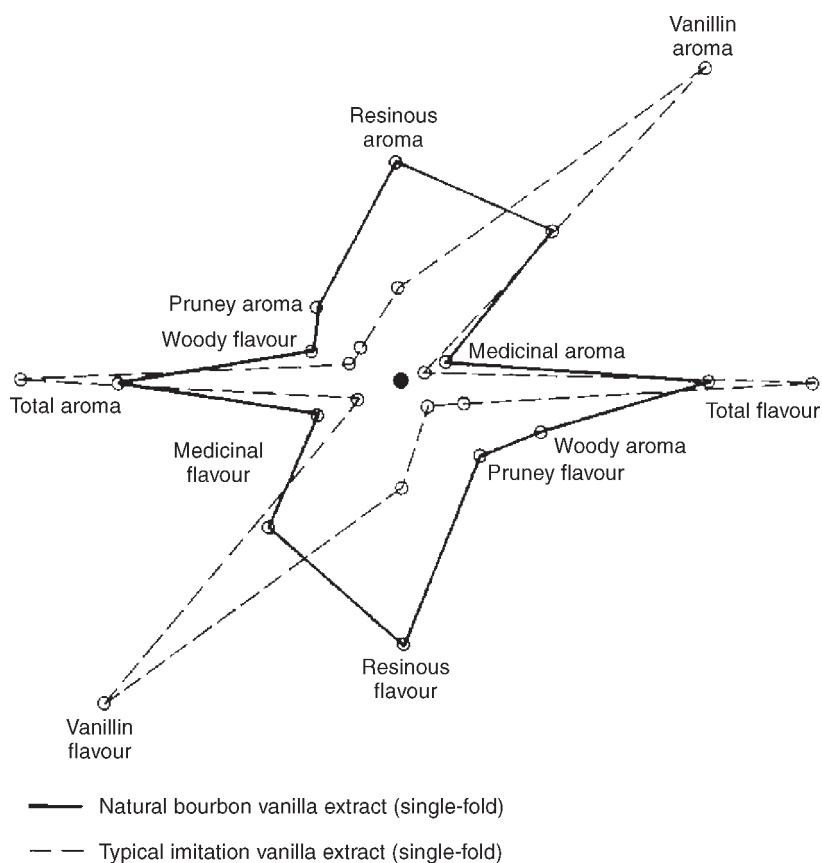 Vanillin
aroma
Resinous
aroma
Pruney aroma
Woody flavour
Medicinal aroma
Total aroma
Total flavour
Medicinal
flavour
Woody aroma
Pruney flavour
Resinous
flavour
Vanillin
flavour
Natural bourbon vanilla extract (single-fold)
Typical imitation vanilla extract (single-fold)